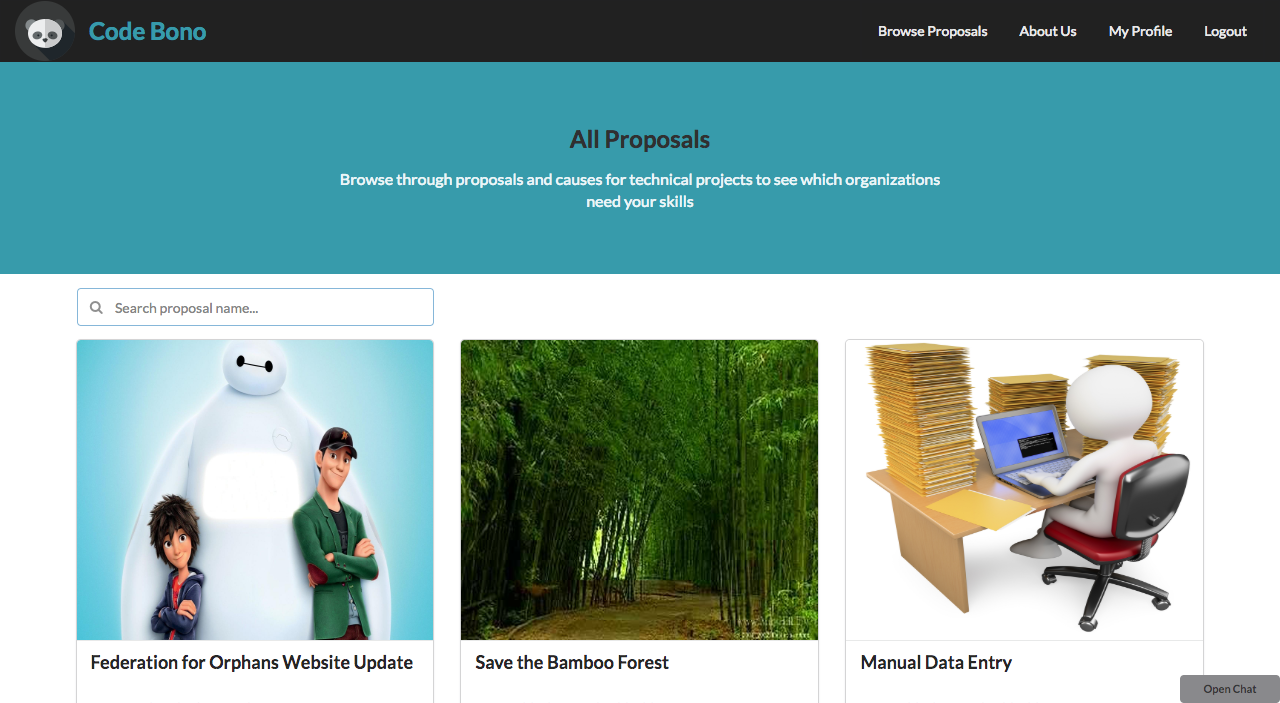 Code Bono
Browse Proposals
About Us
My Profile
Logout
All Proposals
Browse through proposals and causes for technical projects to see which organizations
need your skills
Search proposal name...
Federation for Orphans Website Update
Save the Bamboo Forest
Manual Data Entry
Open Chat